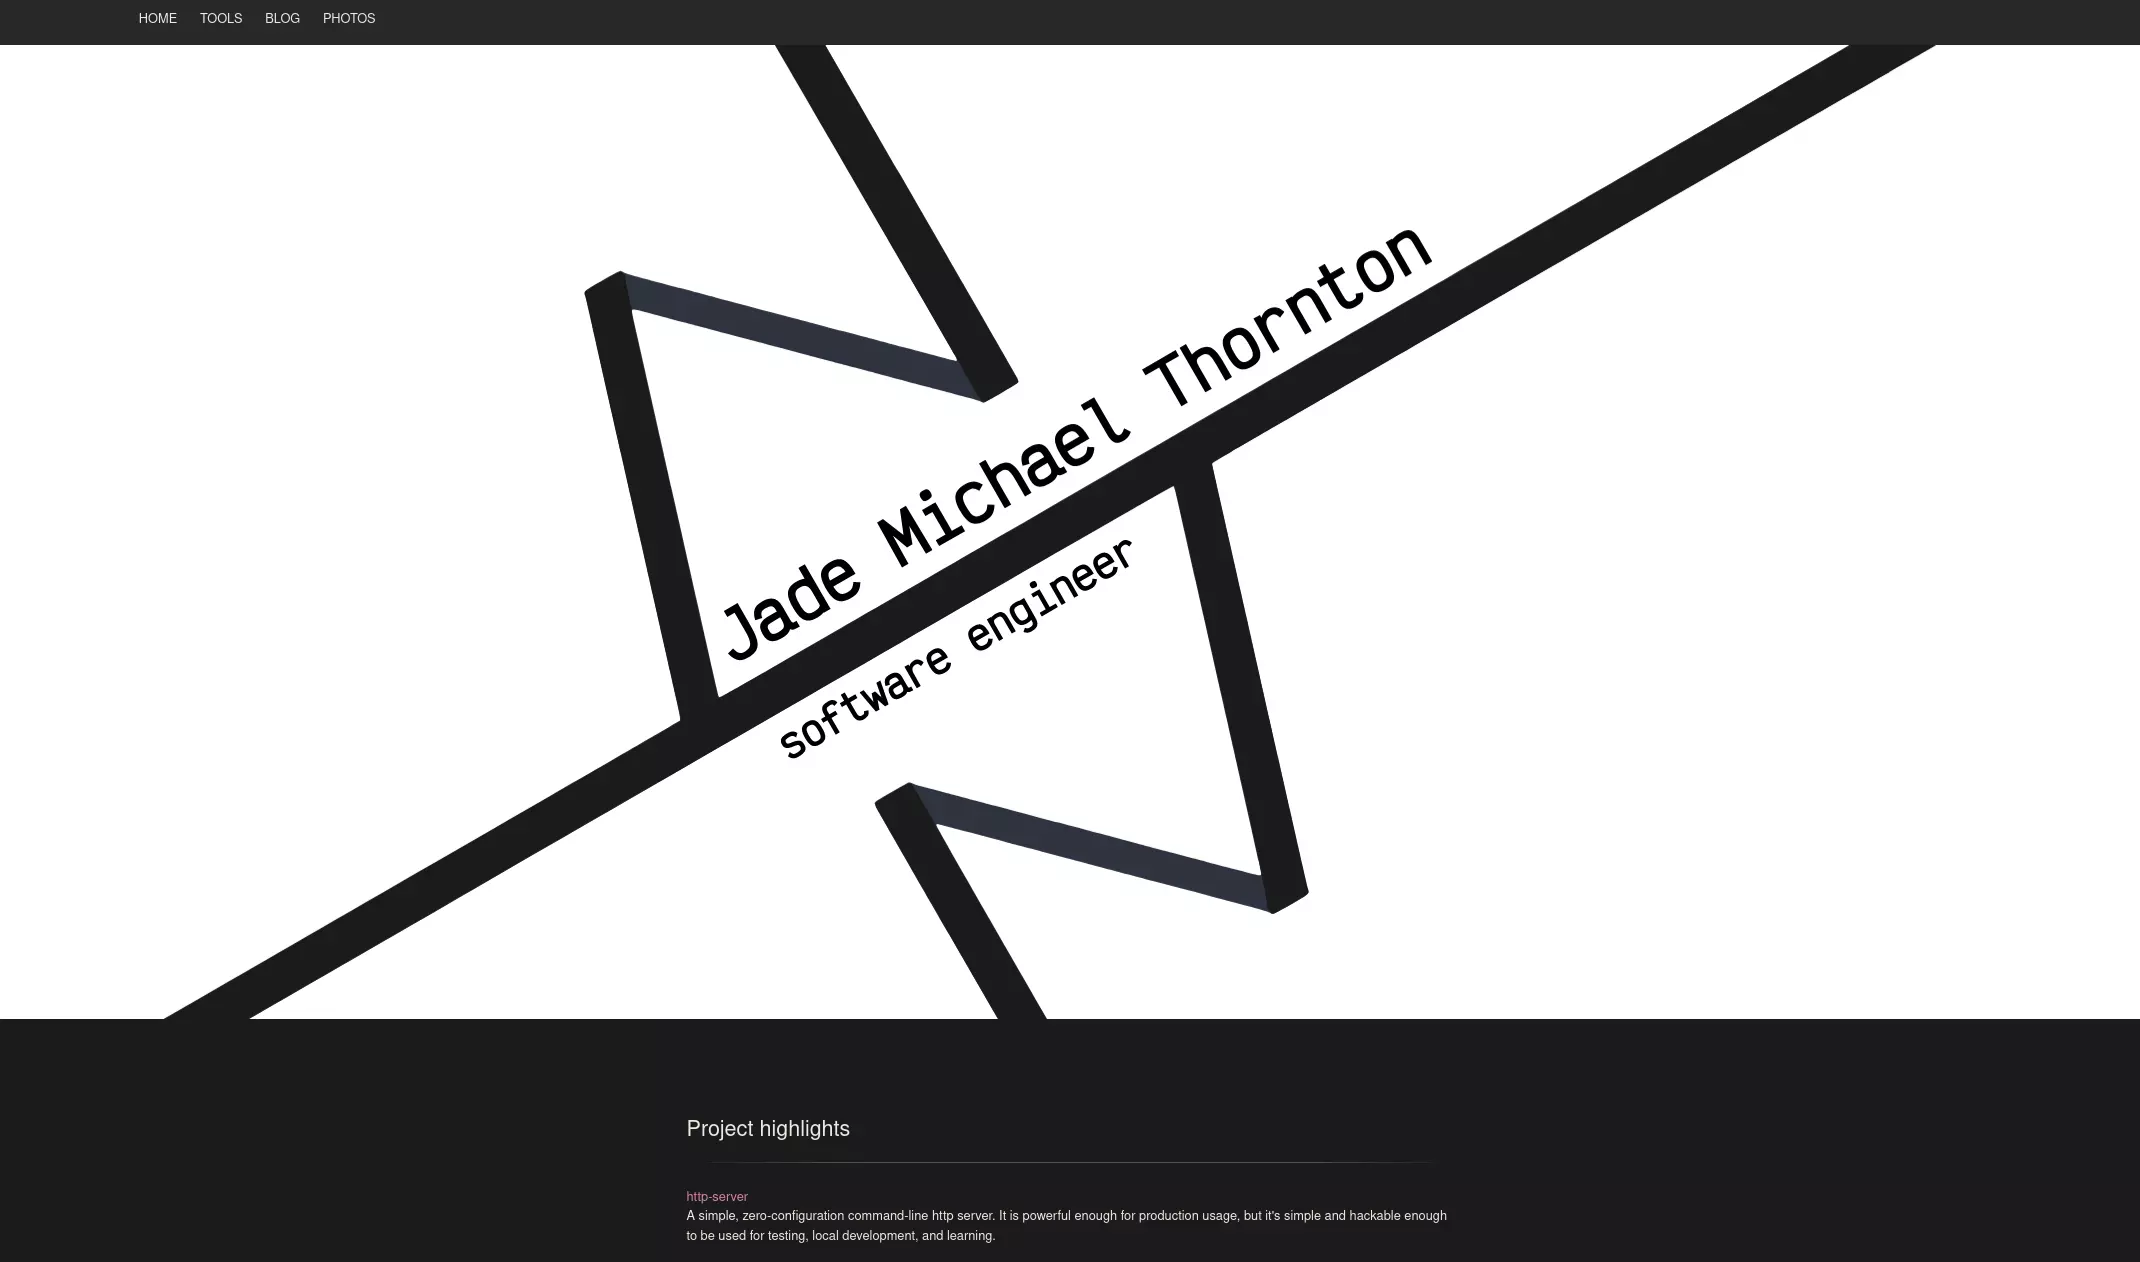 HOME TOOLS BLOG PHOTOS
Jade Michael Thornton
software engineer
Project highlights
http-server
A simple, zero-configuration command-line http server. It is powerful enough for production usage, but it's simple and hackable enough
to be used for testing, local development, and learning.